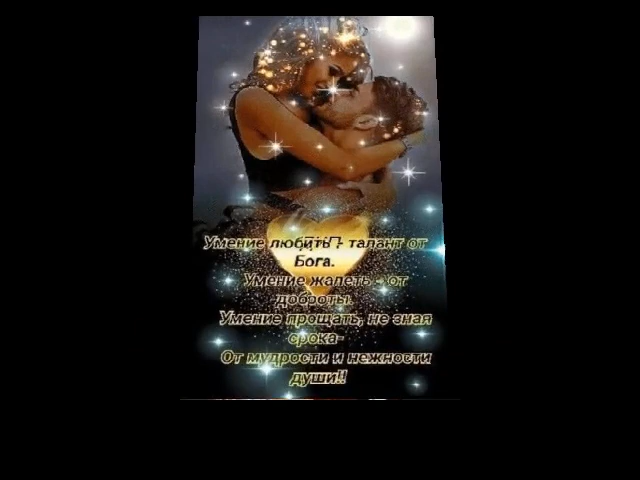 Умение любить - талант от
Бога.
Умение жалеть - от
доброты.
Умение прощать, не зная
срока-
От мудрости и нежности
души!!